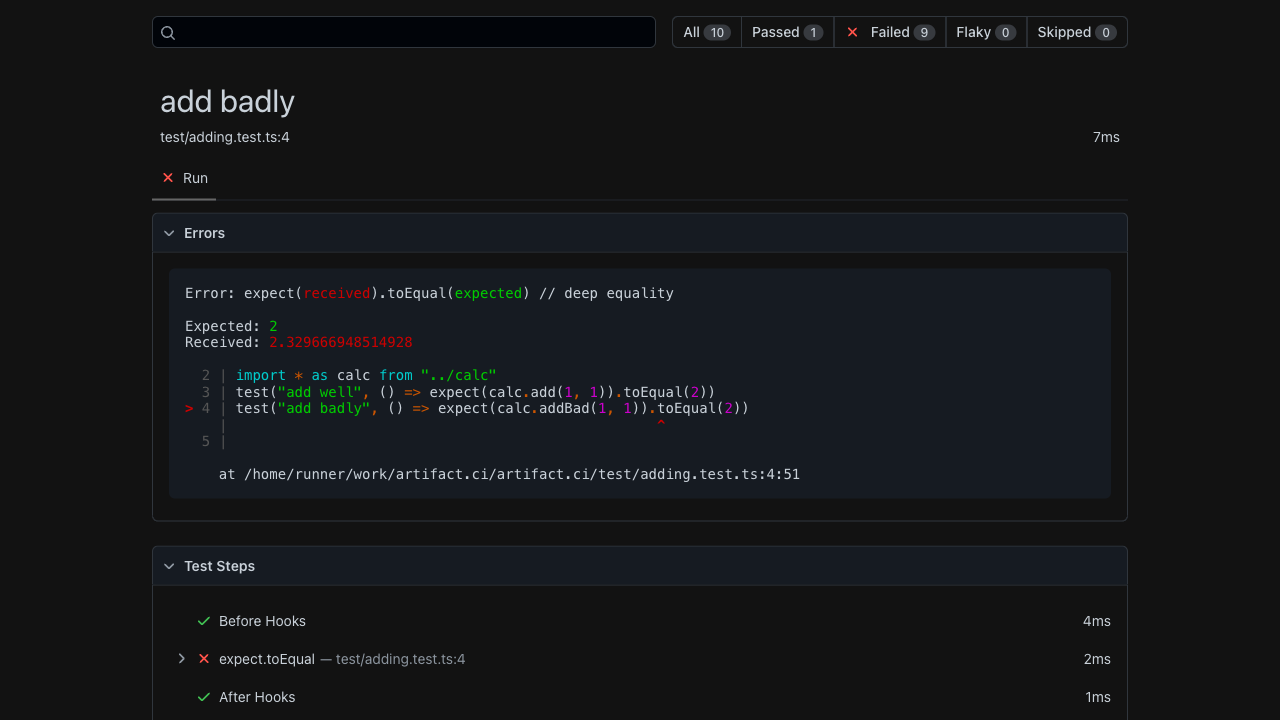 All 10 Passed 1 Failed 9 Flaky 0 Skipped 0
add badly
test/adding.test.ts:4 7ms
Run
Errors
Error: expect(received).toEqual(expected) // deep equality
Expected: 2
Received: 2.329666948514928
2 | import * as calc from "../calc"
3 | test("add well", () => expect(calc.add(1, 1)).toEqual(2))
> 4 | test("add badly", () => expect(calc.addBad(1, 1)).toEqual(2))
| ^
5 |
at /home/runner/work/artifact.ci/artifact.ci/test/adding.test.ts:4:51
Test Steps
Before Hooks 4ms
expect.toEqual — test/adding.test.ts:4 2ms
After Hooks 1ms